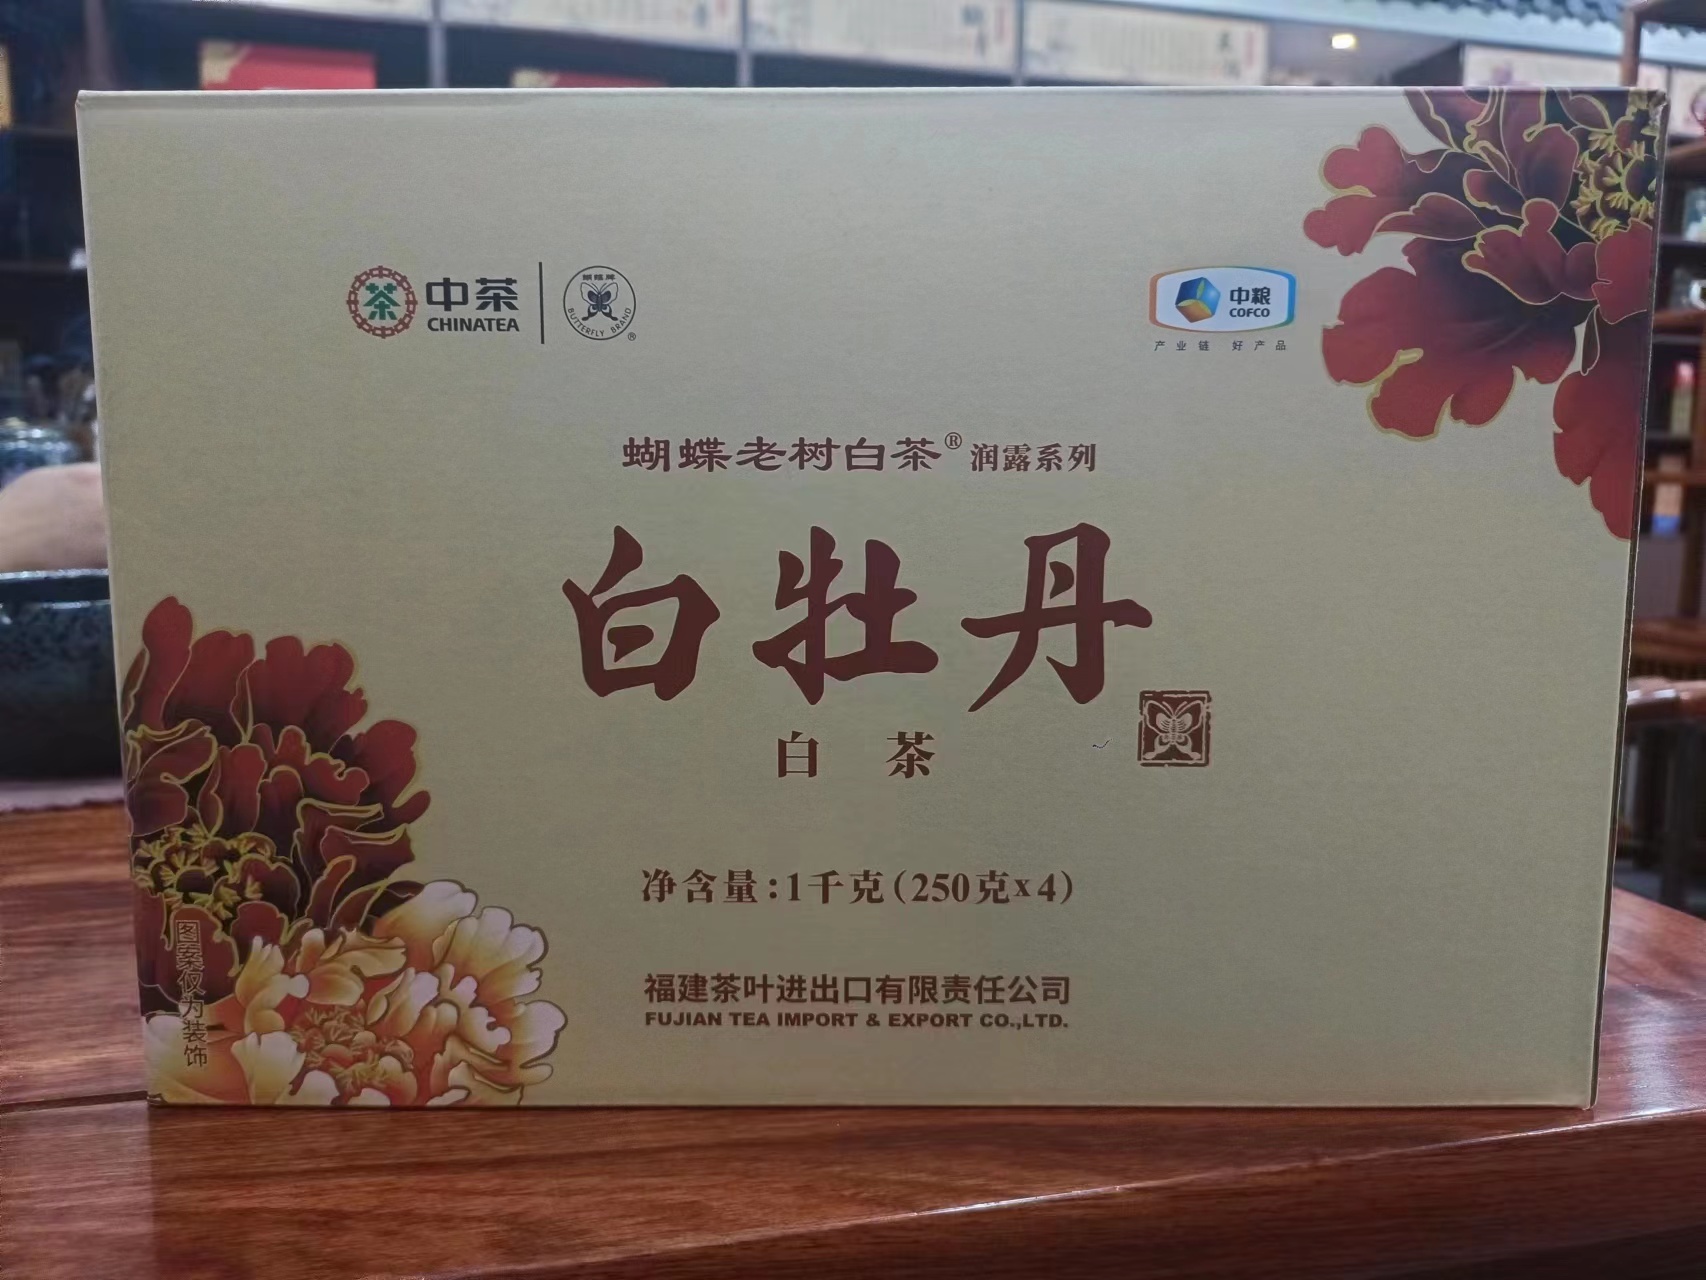 中茶
CHINATEA
蝴蝶牌
BUTTERFLY BRAND
®
中粮
COFCO
产业链 好产品
蝴蝶老树白茶® 润露系列
白牡丹
白茶
净含量:1千克(250克x4)
福建茶叶进出口有限责任公司
FUJIAN TEA IMPORT & EXPORT CO.,LTD.
图案仅为装饰